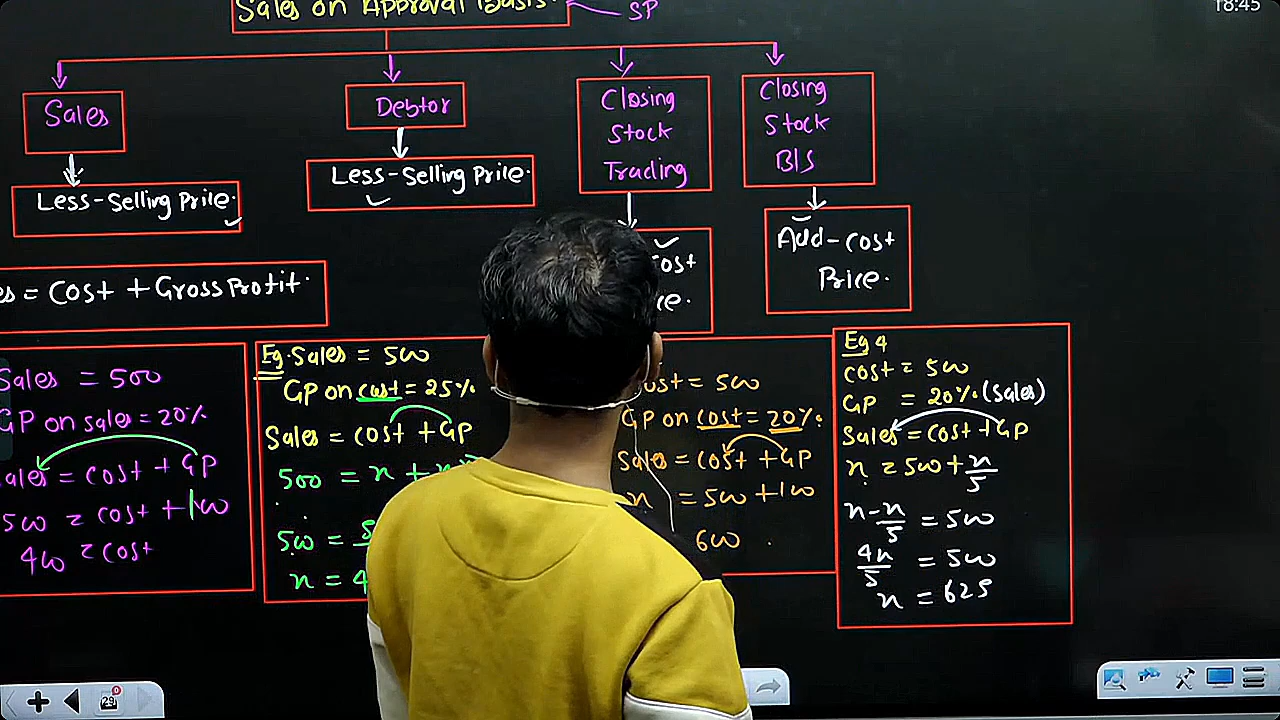 Sales on Approval Basis.
SP
18:45
Sales
Debtor
Closing
Stock
Trading
Closing
Stock
B/S
Less-Selling Price.
Less-Selling Price.
ost
ce.
Add-Cost
Price.
es = Cost + Gross Profit.
Sales = 500
GP on sales = 20%
Sales = Cost + GP
500 = cost + 100
400 = cost
Eg. Sales = 500
GP on cost = 25%
Sales = cost + GP
500 = x +
500 =
x = 4
ost = 500
GP on cost = 20%
Sales = cost + GP
x = 500 + 100
600
Eg 4
cost = 500
GP = 20% (Sales)
Sales = cost + GP
x = 500 + x/5
x - x/5 = 500
4x/5 = 500
x = 625